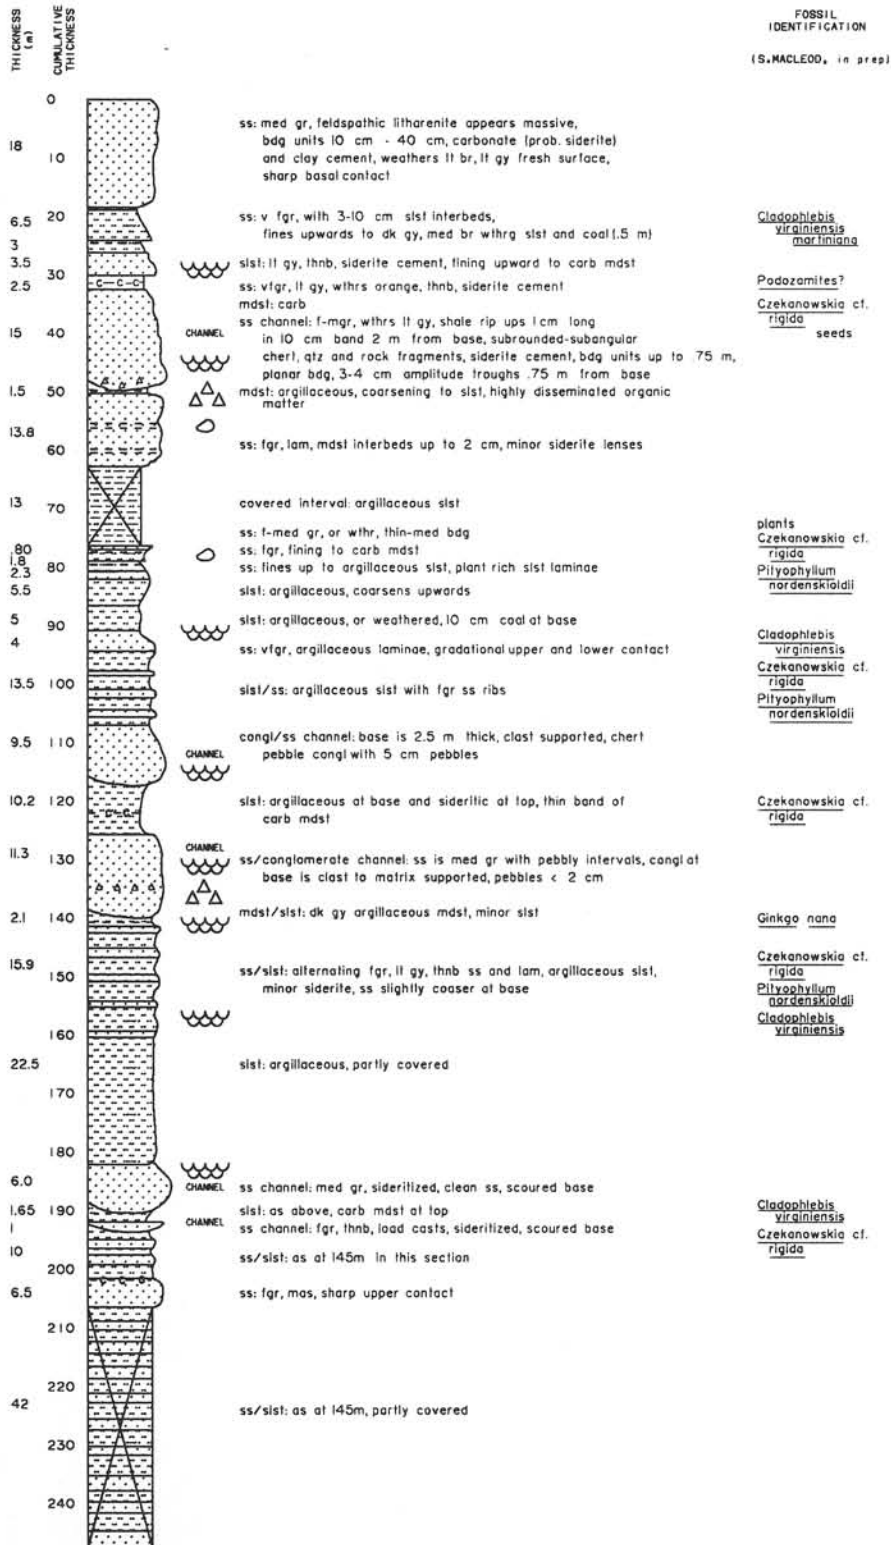 THICKNESS (m)
CUMULATIVE THICKNESS
FOSSIL
IDENTIFICATION
(S.MACLEOD, in prep)
0
18
ss: med gr, feldspathic litharenite appears massive,
bdg units 10 cm - 40 cm, carbonate (prob. siderite)
10
and clay cement, weathers lt br, lt gy fresh surface,
sharp basal contact
6.5
20
ss: v fgr, with 3-10 cm slst interbeds,
fines upwards to dk gy, med br wthrg slst and coal (.5 m)
Cladophlebis
virginiensis
martiniana
3
3.5
slst: lt gy, thnb, siderite cement, fining upward to carb mdst
30
2.5
ss: vfgr, lt gy, wthrs orange, thnb, siderite cement
Podozamites?
C-C-C
mdst: carb
Czekanowskia cf.
rigida
seeds
15
40
CHANNEL
ss channel: f-mgr, wthrs lt gy, shale rip ups 1 cm long
in 10 cm band 2 m from base, subrounded-subangular
chert, qtz and rock fragments, siderite cement, bdg units up to .75 m,
planar bdg, 3-4 cm amplitude troughs .75 m from base
1.5
50
mdst: argillaceous, coarsening to slst, highly disseminated organic
matter
13.8
60
ss: fgr, lam, mdst interbeds up to 2 cm, minor siderite lenses
13
70
covered interval: argillaceous slst
ss: f-med gr, or wthr, thin-med bdg
plants
.80
ss: fgr, fining to carb mdst
Czekanowskia cf.
rigida
1.8
2.3
80
ss: fines up to argillaceous slst, plant rich slst laminae
Pityophyllum
nordenskioldii
5.5
slst: argillaceous, coarsens upwards
5
90
slst: argillaceous, or weathered, 10 cm coal at base
4
ss: vfgr, argillaceous laminae, gradational upper and lower contact
Cladophlebis
virginiensis
Czekanowskia cf.
rigida
13.5
100
slst/ss: argillaceous slst with fgr ss ribs
Pityophyllum
nordenskioldii
9.5
110
CHANNEL
congl/ss channel: base is 2.5 m thick, clast supported, chert
pebble congl with 5 cm pebbles
10.2
120
slst: argillaceous at base and sideritic at top, thin band of
carb mdst
Czekanowskia cf.
rigida
C-C-
11.3
130
CHANNEL
ss/conglomerate channel: ss is med gr with pebbly intervals, congl at
base is clast to matrix supported, pebbles < 2 cm
2.1
140
mdst/slst: dk gy argillaceous mdst, minor slst
Ginkgo nana
15.9
150
ss/slst: alternating fgr, lt gy, thnb ss and lam, argillaceous slst,
minor siderite, ss slightly coaser at base
Czekanowskia cf.
rigida
Pityophyllum
nordenskioldii
Cladophlebis
virginiensis
160
22.5
slst: argillaceous, partly covered
170
180
6.0
CHANNEL
ss channel: med gr, sideritized, clean ss, scoured base
1.65
190
slst: as above, carb mdst at top
Cladophlebis
virginiensis
1
CHANNEL
ss channel: fgr, thnb, load casts, sideritized, scoured base
Czekanowskia cf.
rigida
10
200
ss/slst: as at 145m in this section
C C C
6.5
ss: fgr, mas, sharp upper contact
210
220
42
ss/slst: as at 145m, partly covered
230
240